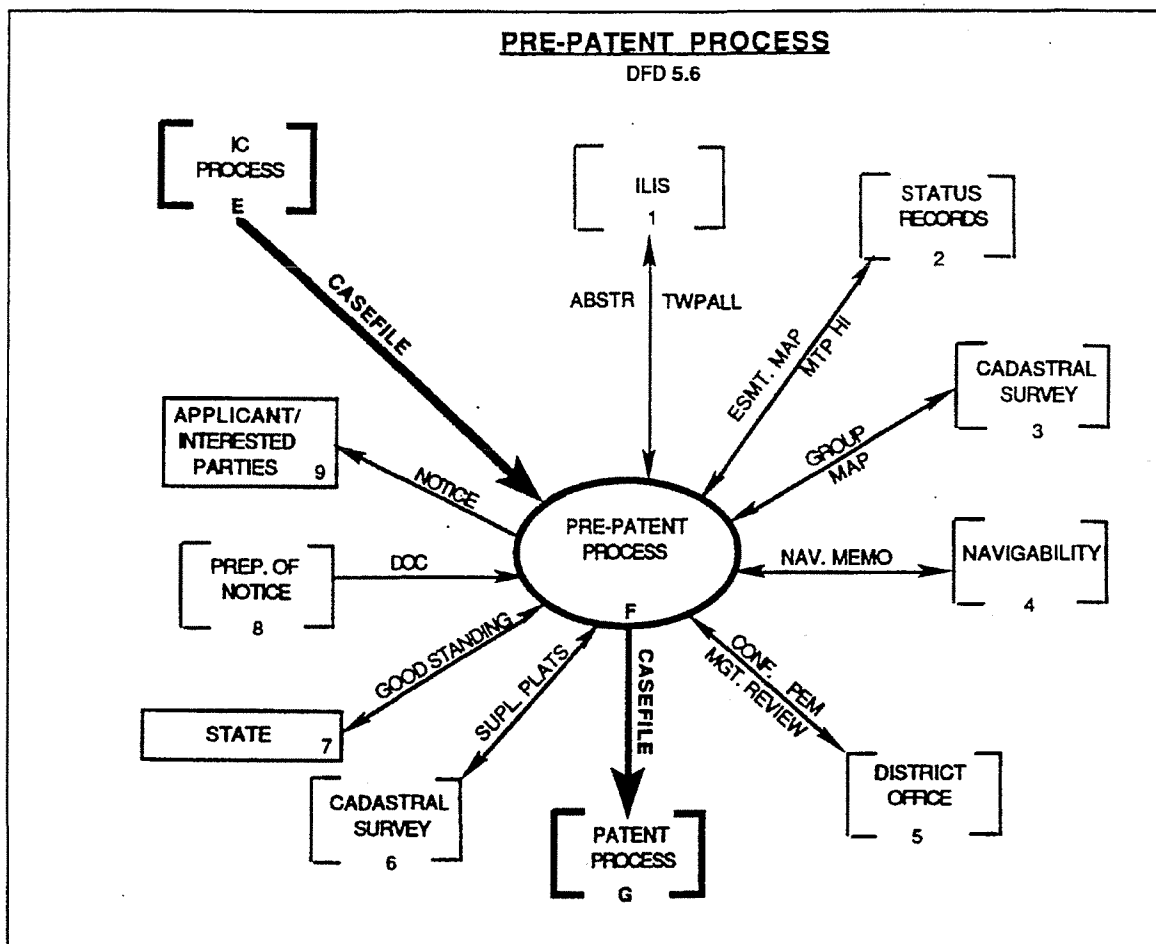 PRE-PATENT PROCESS
DFD 5.6
IC
PROCESS
E
ILIS
1
STATUS
RECORDS
2
CASEFILE
ABSTR
TWPALL
ESMT. MAP
MTP HI
CADASTRAL
SURVEY
3
GROUP
MAP
APPLICANT/
INTERESTED
PARTIES
9
NOTICE
PRE-PATENT
PROCESS
F
NAV. MEMO
NAVIGABILITY
4
PREP. OF
NOTICE
8
DOC
GOOD STANDING
STATE
7
SUPL. PLATS
CADASTRAL
SURVEY
6
CASEFILE
CONF. PEM
MGT. REVIEW
DISTRICT
OFFICE
5
PATENT
PROCESS
G